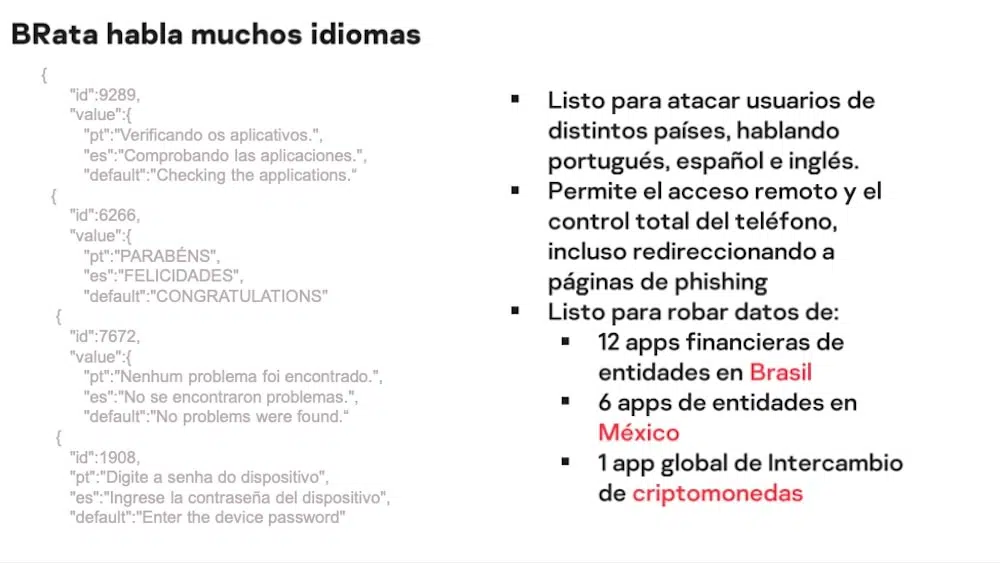 BRata habla muchos idiomas
{
"id":9289,
"value":{
"pt":"Verificando os aplicativos.",
"es":"Comprobando las aplicaciones.",
"default":"Checking the applications.“
{
"id":6266,
"value":{
"pt":"PARABÉNS",
"es":"FELICIDADES",
"default":"CONGRATULATIONS"
{
"id":7672,
"value":{
"pt":"Nenhum problema foi encontrado.",
"es":"No se encontraron problemas.",
"default":"No problems were found.“
{
"id":1908,
"pt":"Digite a senha do dispositivo",
"es":"Ingrese la contraseña del dispositivo",
"default":"Enter the device password"
▪ Listo para atacar usuarios de
distintos países, hablando
portugués, español e inglés.
▪ Permite el acceso remoto y el
control total del teléfono,
incluso redireccionando a
páginas de phishing
▪ Listo para robar datos de:
▪ 12 apps financieras de
entidades en Brasil
▪ 6 apps de entidades en
México
▪ 1 app global de Intercambio
de criptomonedas